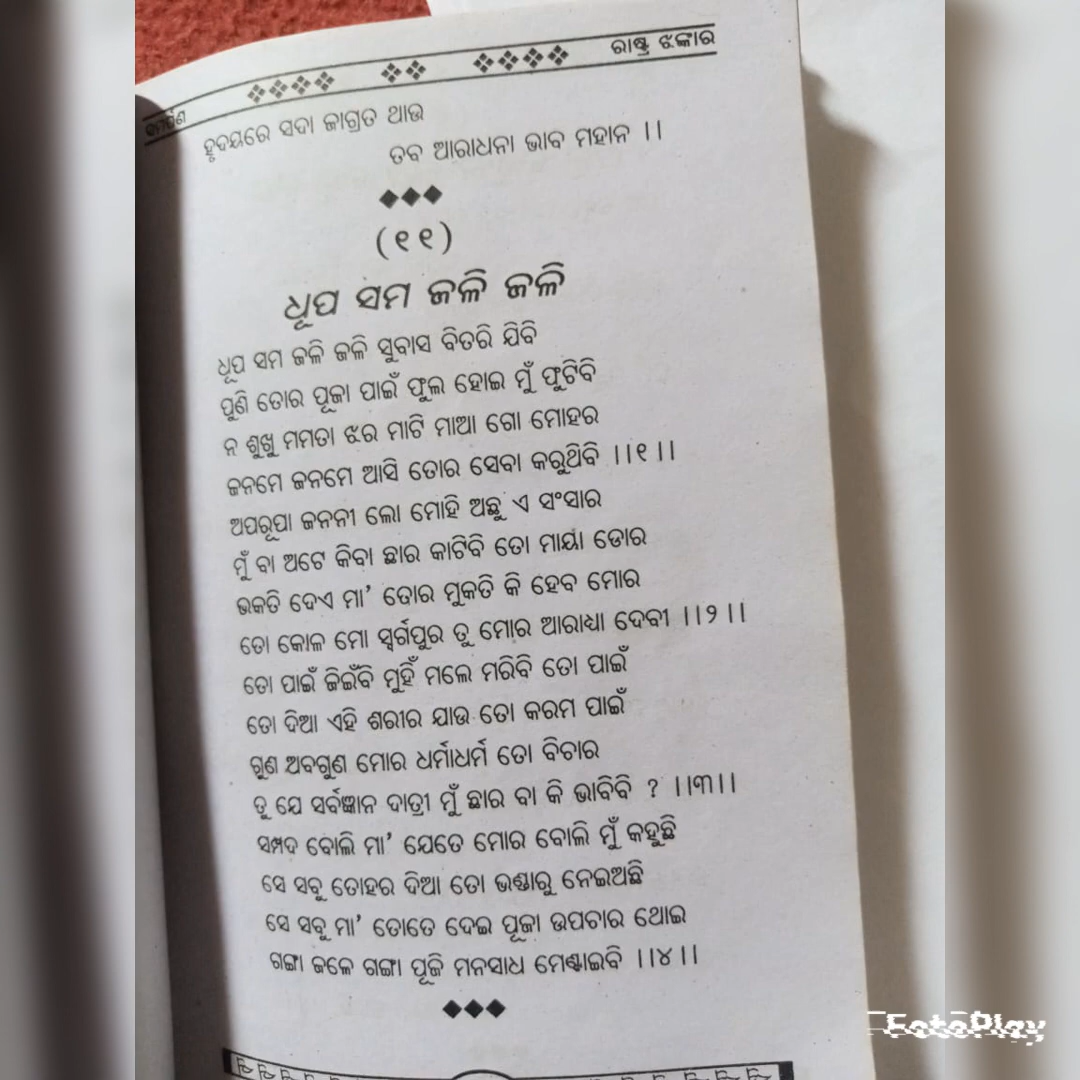 ରାଷ୍ଟ୍ର ଝଙ୍କାର
ହୃଦୟରେ ସଦା ଜାଗ୍ରତ ଥାଉ
ତବ ଆରାଧନା ଭାବ ମହାନ ।।
(୧୧)
ଧୂପ ସମ ଜଳି ଜଳି
ଧୂପ ସମ ଜଳି ଜଳି ସୁବାସ ବିତରି ଯିବି
ପୁଣି ତୋର ପୂଜା ପାଇଁ ଫୁଲ ହୋଇ ମୁଁ ଫୁଟିବି
ନ ଶୁଖୁ ମମତା ଝର ମାଟି ମାଆ ଗୋ ମୋହର
ଜନମେ ଜନମେ ଆସି ତୋର ସେବା କରୁଥିବି ।।୧।।
ଅପରୂପା ଜନନୀ ଲୋ ମୋହି ଅଛୁ ଏ ସଂସାର
ମୁଁ ବା ଅଟେ କିବା ଛାର କାଟିବି ତୋ ମାୟା ଡୋର
ଭକତି ଦେଏ ମା’ ତୋର ମୁକତି କି ହେବ ମୋର
ତୋ କୋଳ ମୋ ସ୍ୱର୍ଗପୁର ତୁ ମୋର ଆରାଧ୍ୟା ଦେବୀ ।।୨।।
ତୋ ପାଇଁ ଜିଇଁବି ମୁହିଁ ମଲେ ମରିବି ତୋ ପାଇଁ
ତୋ ଦିଆ ଏହି ଶରୀର ଯାଉ ତୋ କରମ ପାଇଁ
ଗୁଣ ଅବଗୁଣ ମୋର ଧର୍ମାଧର୍ମ ତୋ ବିଚାର
ତୁ ଯେ ସର୍ବଜ୍ଞାନ ଦାତ୍ରୀ ମୁଁ ଛାର ବା କି ଭାବିବି ? ।।୩।।
ସମ୍ପଦ ବୋଲି ମା’ ଯେତେ ମୋର ବୋଲି ମୁଁ କହୁଛି
ସେ ସବୁ ତୋହର ଦିଆ ତୋ ଭଣ୍ଡାରୁ ନେଇଅଛି
ସେ ସବୁ ମା’ ତୋତେ ଦେଇ ପୂଜା ଉପଚାର ଥୋଇ
ଗଙ୍ଗା ଜଳେ ଗଙ୍ଗା ପୂଜି ମନସାଧ ମେଣ୍ଟାଇବି ।।୪।।
FotoPlay